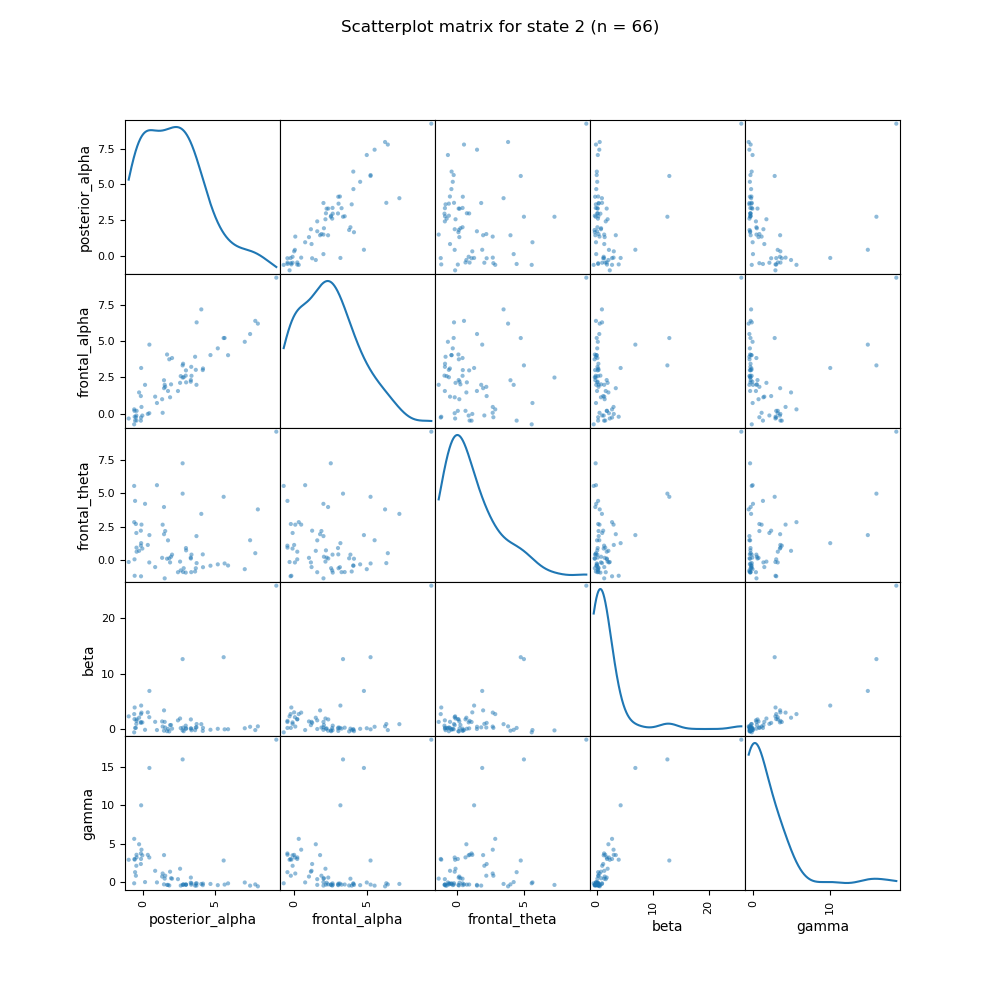 Scatterplot matrix for state 2 (n = 66)
posterior_alpha
7.5
5.0
2.5
0.0
frontal_alpha
7.5
5.0
2.5
0.0
frontal_theta
7.5
5.0
2.5
0.0
beta
20
10
0
gamma
15
10
5
0
0 5 0 5 0 5 0 10 20 0 10
posterior_alpha frontal_alpha frontal_theta beta gamma